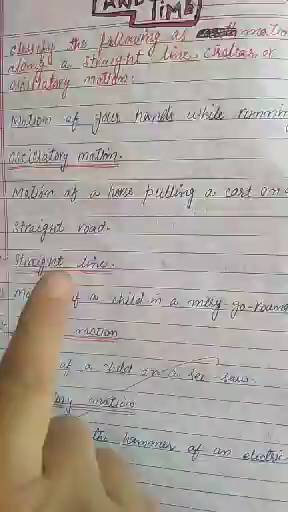 AND TIME
classify the following as motion
along a straight line, circular or
oscillatory motion.
Motion of your hands while running
oscillatory motion.
Motion of a horse pulling a cart on a
straight road.
straight line.
of a child in a merry go-round
motion
of a child on a see saw.
motion
the hammer of an electric